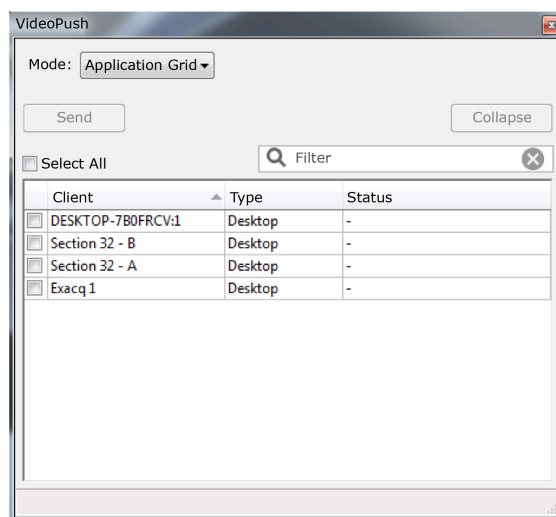 VideoPush
Mode: Application Grid
Send Collapse
Select All Filter
Client Type Status
DESKTOP-7B0FRCV:1 Desktop -
Section 32 - B Desktop -
Section 32 - A Desktop -
Exacq 1 Desktop -